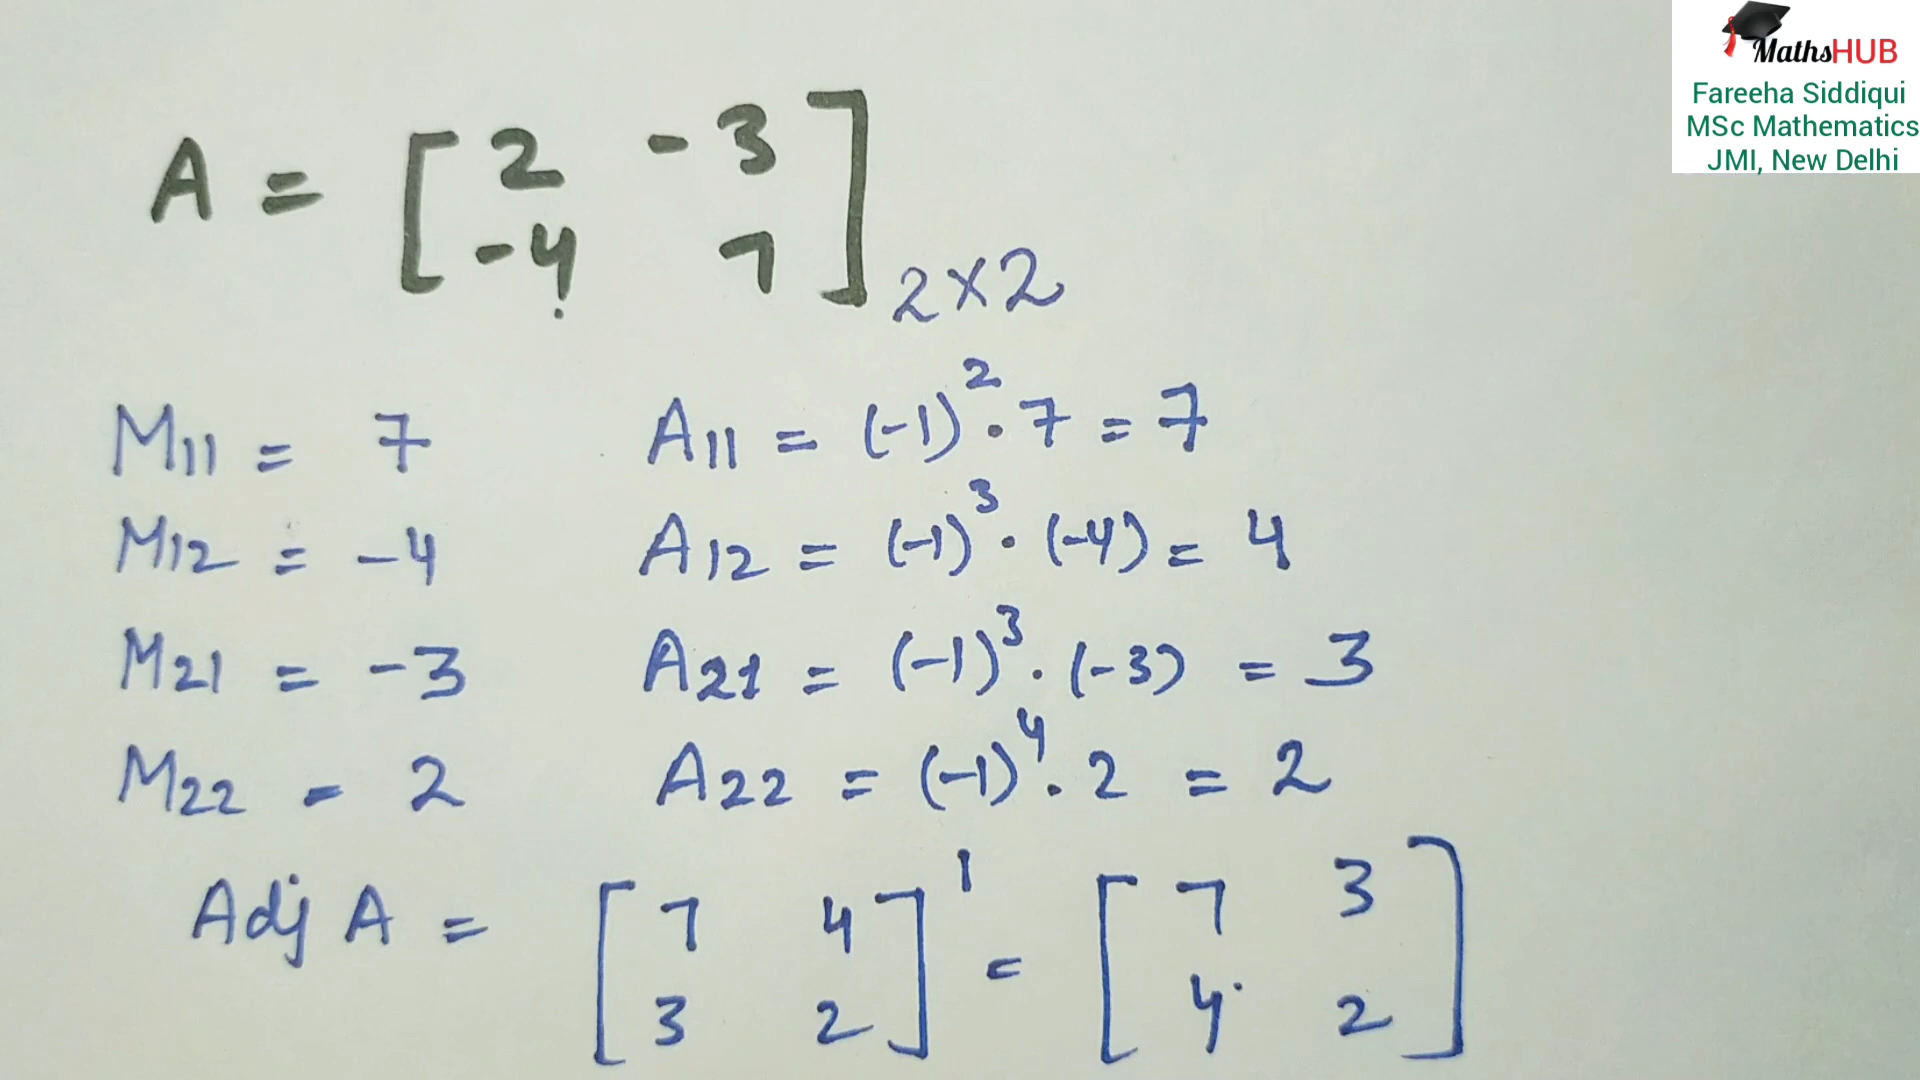 MathsHUB
Fareeha Siddiqui
MSc Mathematics
JMI, New Delhi
A = [ 2 -3
-4 7 ] 2×2
M11 = 7 A11 = (-1)^2 . 7 = 7
M12 = -4 A12 = (-1)^3 . (-4) = 4
M21 = -3 A21 = (-1)^3 . (-3) = 3
M22 = 2 A22 = (-1)^4 . 2 = 2
Adj A = [ 7 4 ]' = [ 7 3 ]
3 2 4 2